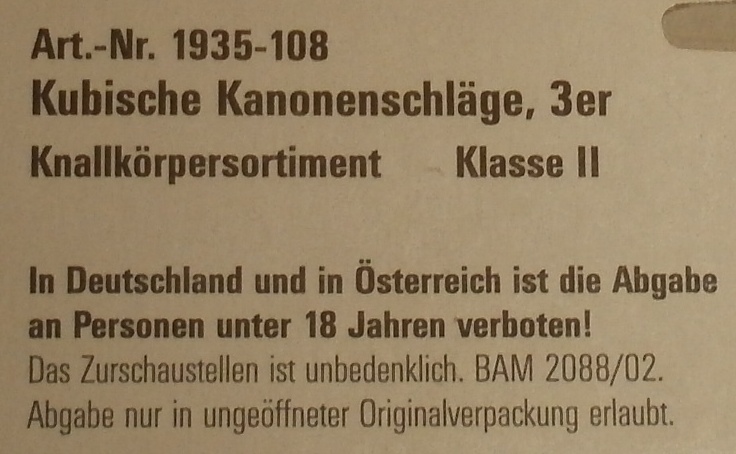 Art.-Nr. 1935-108
Kubische Kanonenschläge, 3er
Knallkörpersortiment Klasse II
In Deutschland und in Österreich ist die Abgabe
an Personen unter 18 Jahren verboten!
Das Zurschaustellen ist unbedenklich. BAM 2088/02.
Abgabe nur in ungeöffneter Originalverpackung erlaubt.